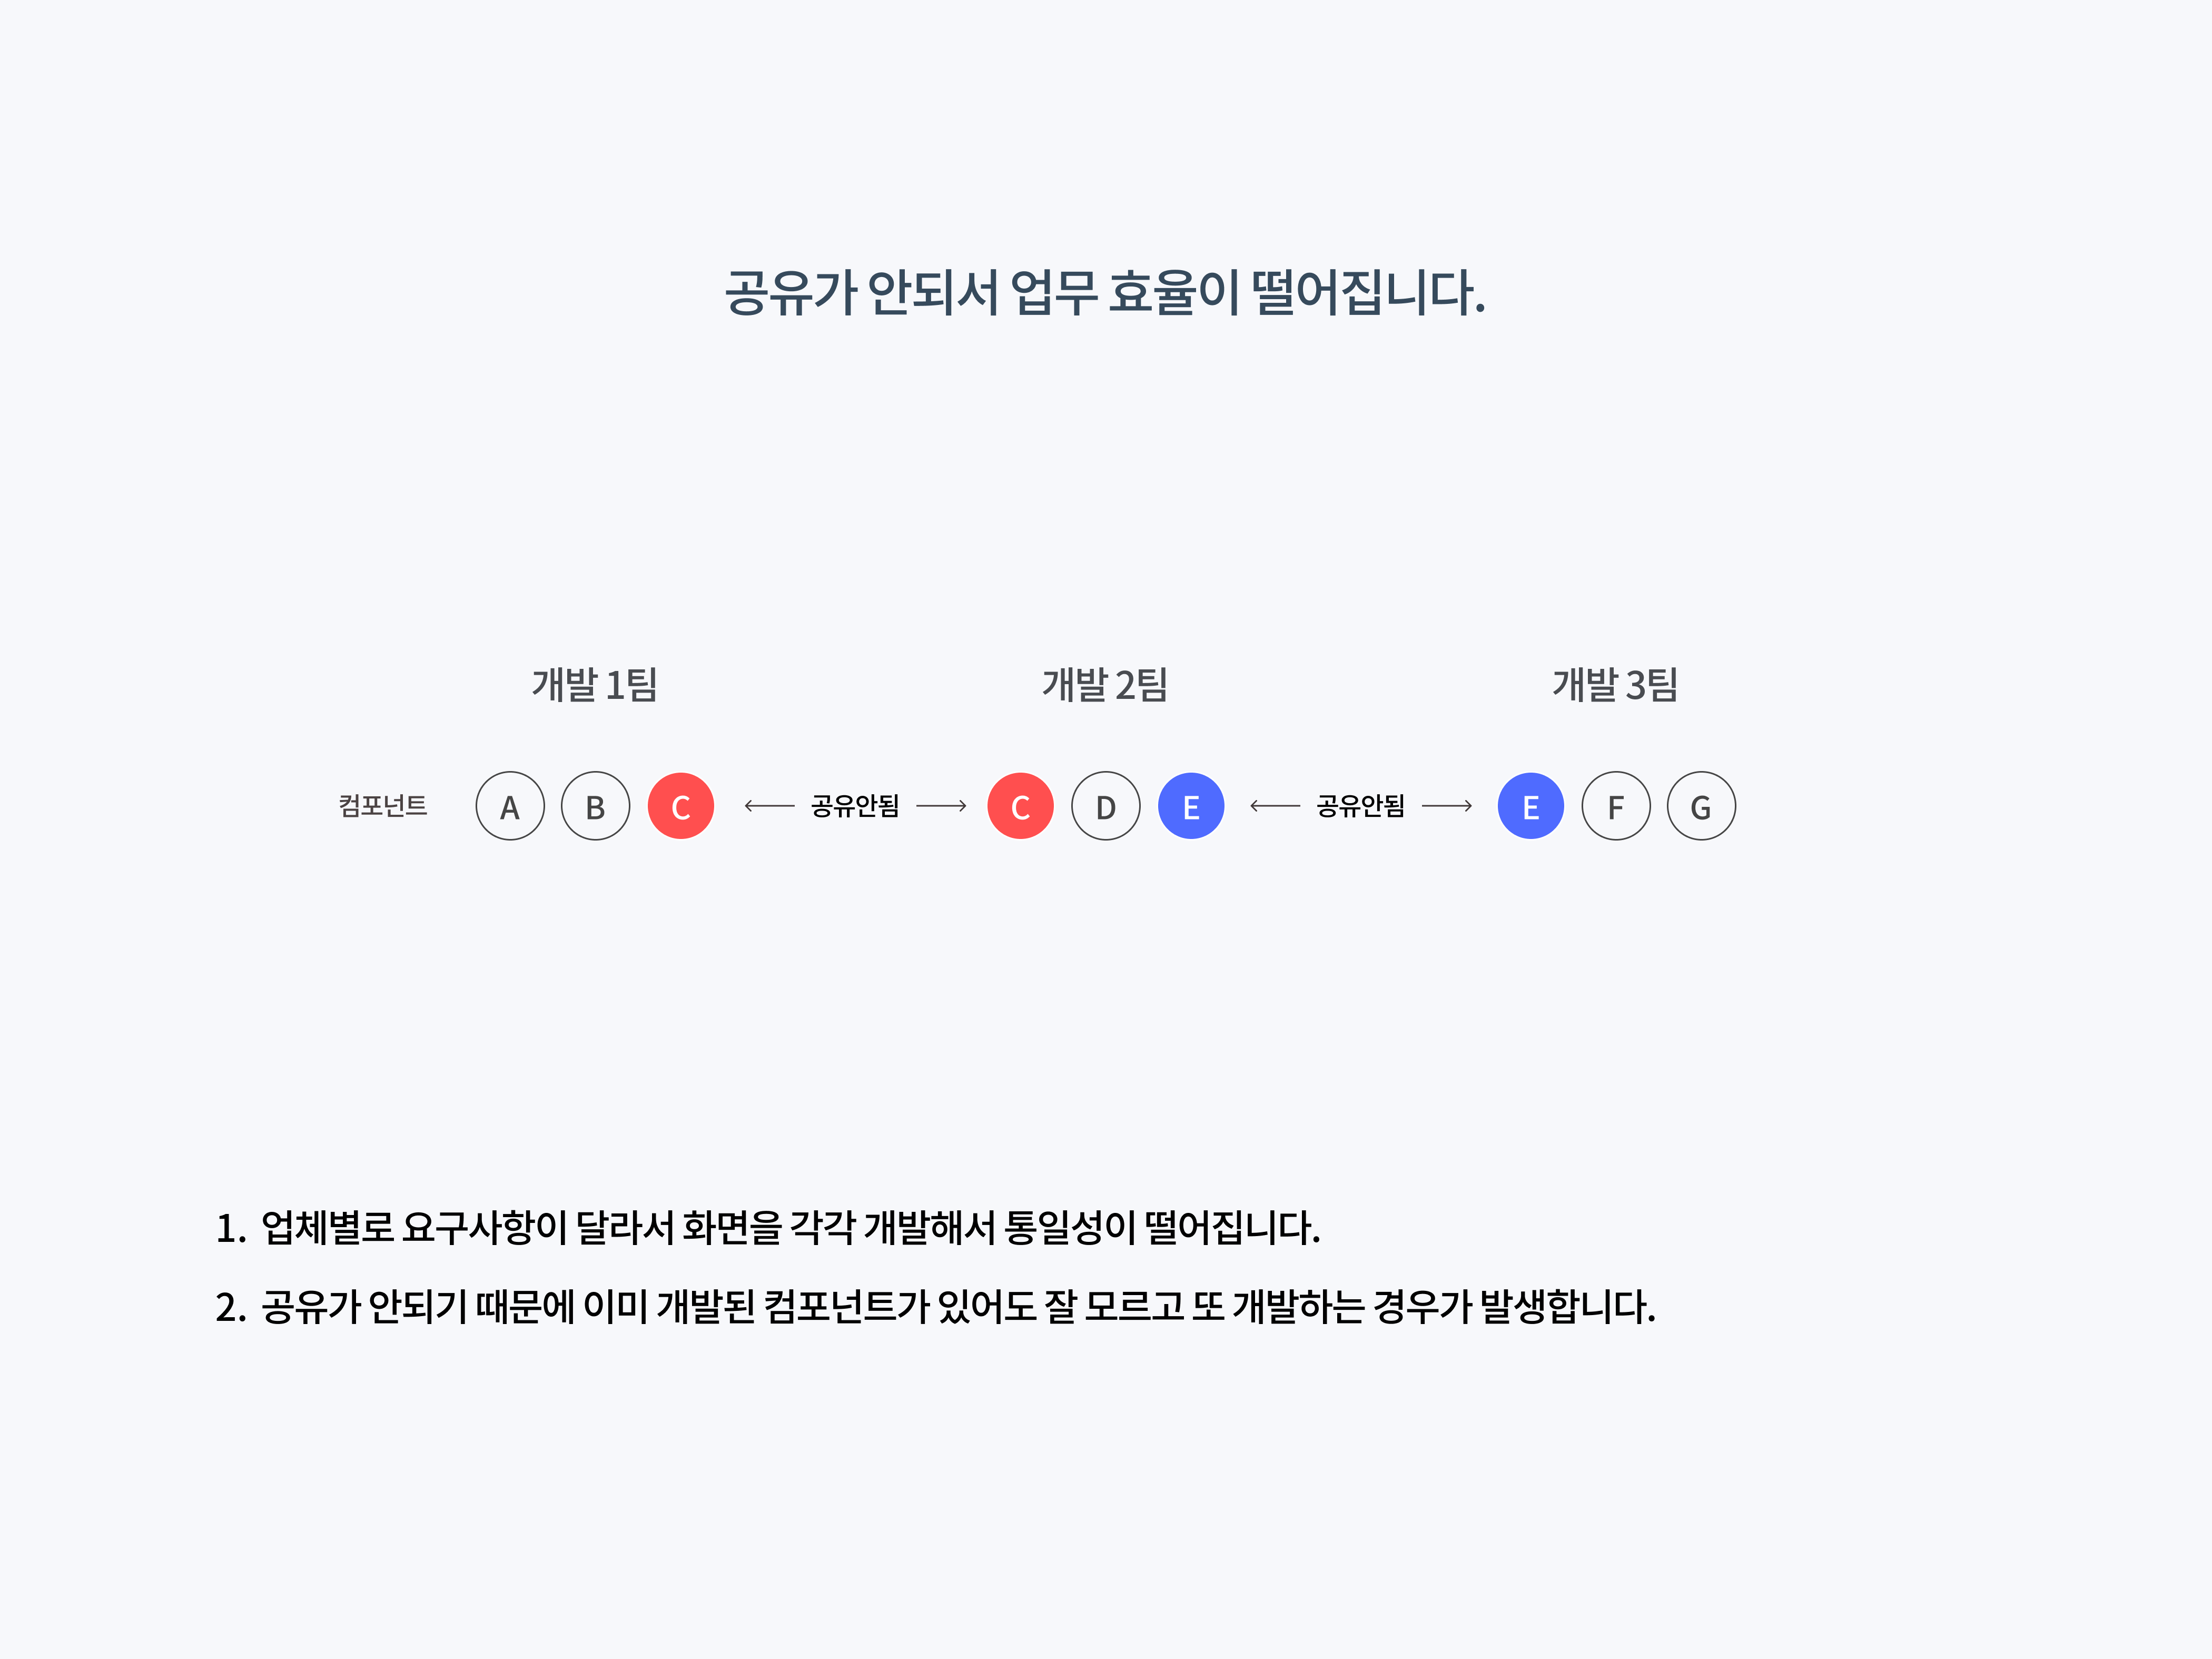 공유가 안되서 업무 효율이 떨어집니다.
개발 1팀 개발 2팀 개발 3팀
컴포넌트 A B C 공유안됨 C D E 공유안됨 E F G
1. 업체별로 요구사항이 달라서 화면을 각각 개발해서 통일성이 떨어집니다.
2. 공유가 안되기 때문에 이미 개발된 컴포넌트가 있어도 잘 모르고 또 개발하는 경우가 발생합니다.